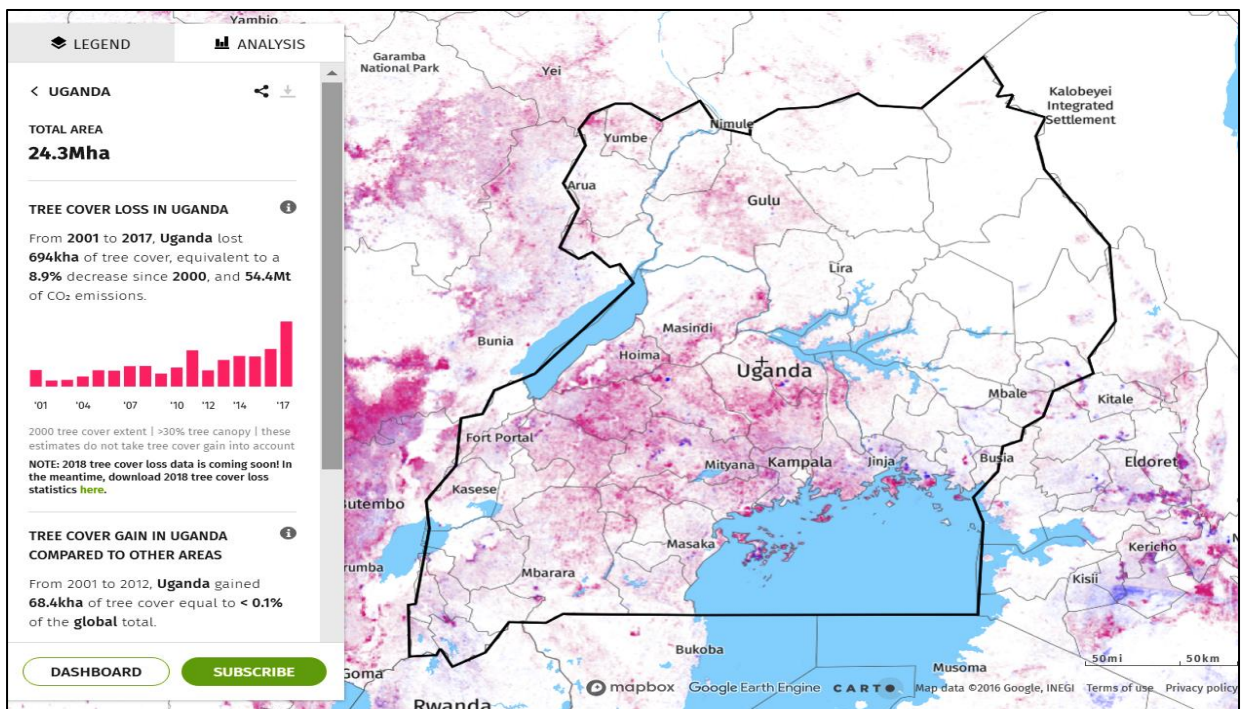 LEGEND
ANALYSIS
< UGANDA
TOTAL AREA
24.3Mha
TREE COVER LOSS IN UGANDA
From 2001 to 2017, Uganda lost
694kha of tree cover, equivalent to a
8.9% decrease since 2000, and 54.4Mt
of CO₂ emissions.
'01 '04 '07 '10 '12 '14 '17
2000 tree cover extent | >30% tree canopy | these
estimates do not take tree cover gain into account
NOTE: 2018 tree cover loss data is coming soon! In
the meantime, download 2018 tree cover loss
statistics here.
TREE COVER GAIN IN UGANDA
COMPARED TO OTHER AREAS
From 2001 to 2012, Uganda gained
68.4kha of tree cover equal to < 0.1%
of the global total.
DASHBOARD
SUBSCRIBE
Yambio
Garamba
National Park
Yei
Kalobeyei
Integrated
Settlement
Nimule
Yumbe
Arua
Gulu
Lira
Masindi
Bunia
Hoima
Uganda
Mbale
Kitale
Fort Portal
Mityana
Kampala
Jinja
Busia
Eldoret
Kasese
Butembo
Masaka
Kericho
rumba
Mbarara
Kisii
Bukoba
Musoma
Goma
Rwanda
50mi
50km
mapbox
Google Earth Engine
CARTO
Map data ©2016 Google, INEGI
Terms of use
Privacy policy